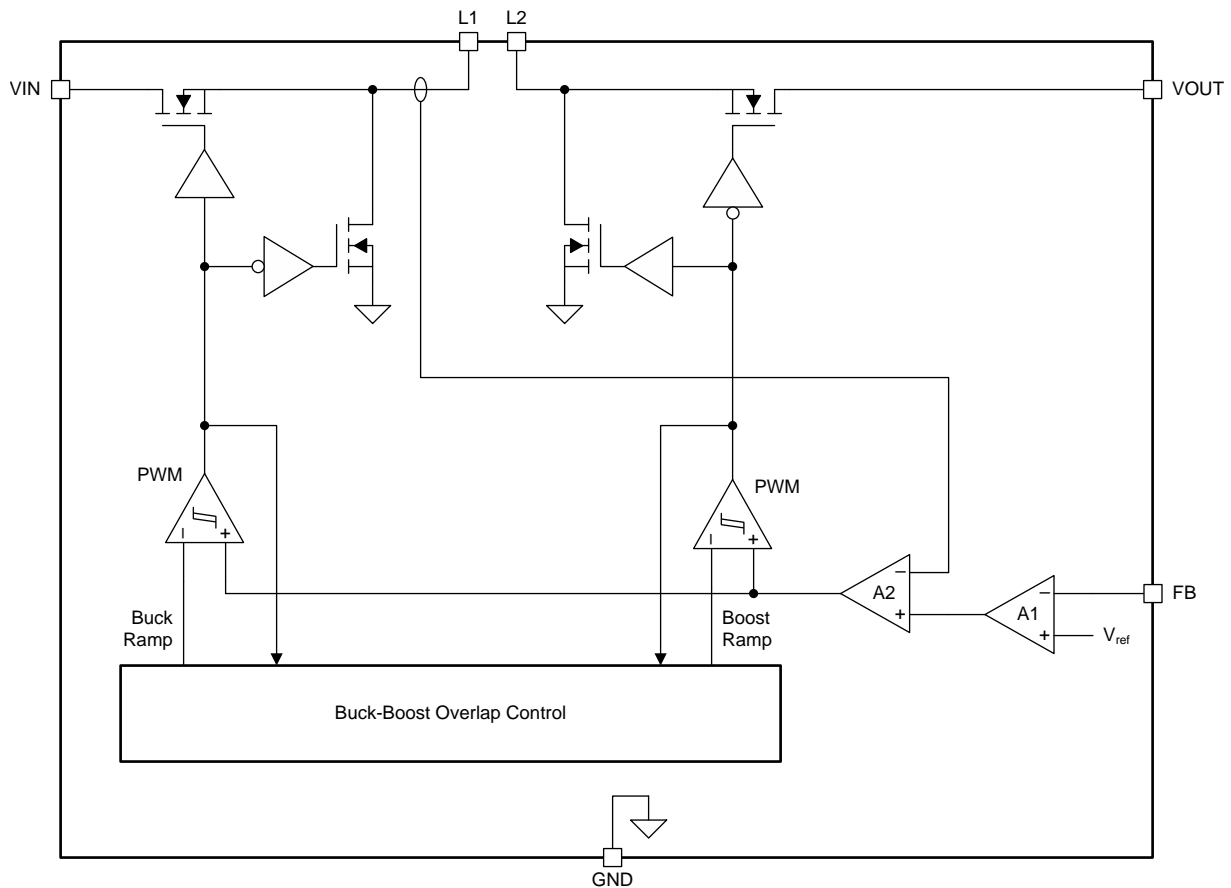 L1 L2
VIN
VOUT
PWM
PWM
− +
− +
−
A2
+
−
A1
+
FB
V_ref
Buck
Ramp
Boost
Ramp
Buck-Boost Overlap Control
GND